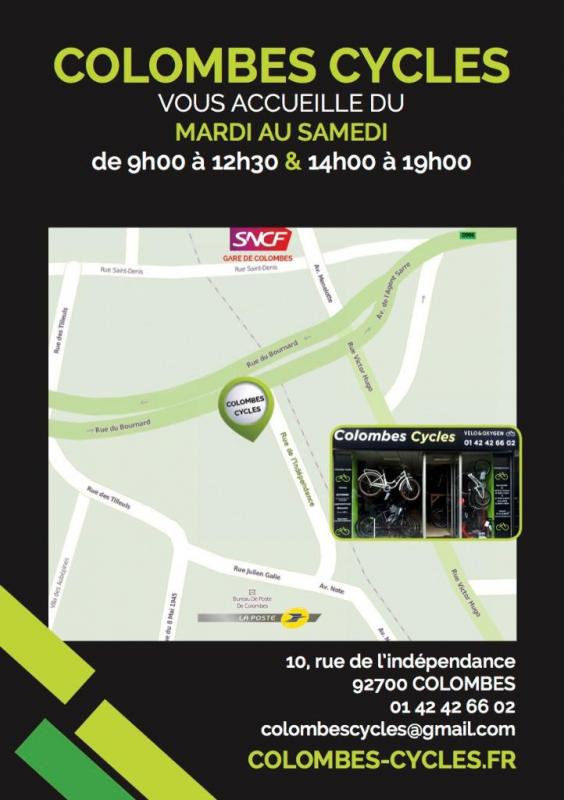 COLOMBES CYCLES
VOUS ACCUEILLE DU
MARDI AU SAMEDI
de 9h00 à 12h30 & 14h00 à 19h00
SNCF
GARE DE COLOMBES
Rue Saint-Denis
Rue Saint-Denis
Av. Henalotte
Av. de l'Agent Sarre
Rue des Tilleuls
Rue du Bournard
Rue Victor Hugo
COLOMBES
CYCLES
Rue du Bournard
Rue de l'Indépendance
Colombes Cycles
VELO&OXYGEN
01 42 42 66 02
Rue des Tilleuls
Rue Julien Galle
Av. Note
Rue Victor Hugo
Villa des Aubépines
e du 8 Mai 1945
Bureau De Poste
De Colombes
LA POSTE
10, rue de l'indépendance
92700 COLOMBES
01 42 42 66 02
colombescycles@gmail.com
COLOMBES-CYCLES.FR